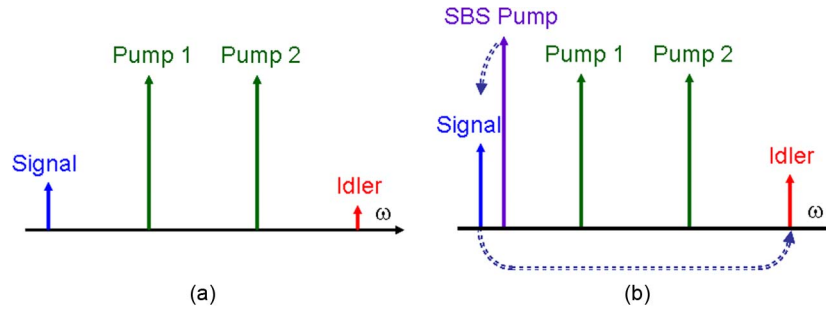 Pump 1
Pump 2
Signal
Idler
ω
(a)
SBS Pump
Pump 1
Pump 2
Signal
Idler
ω
(b)